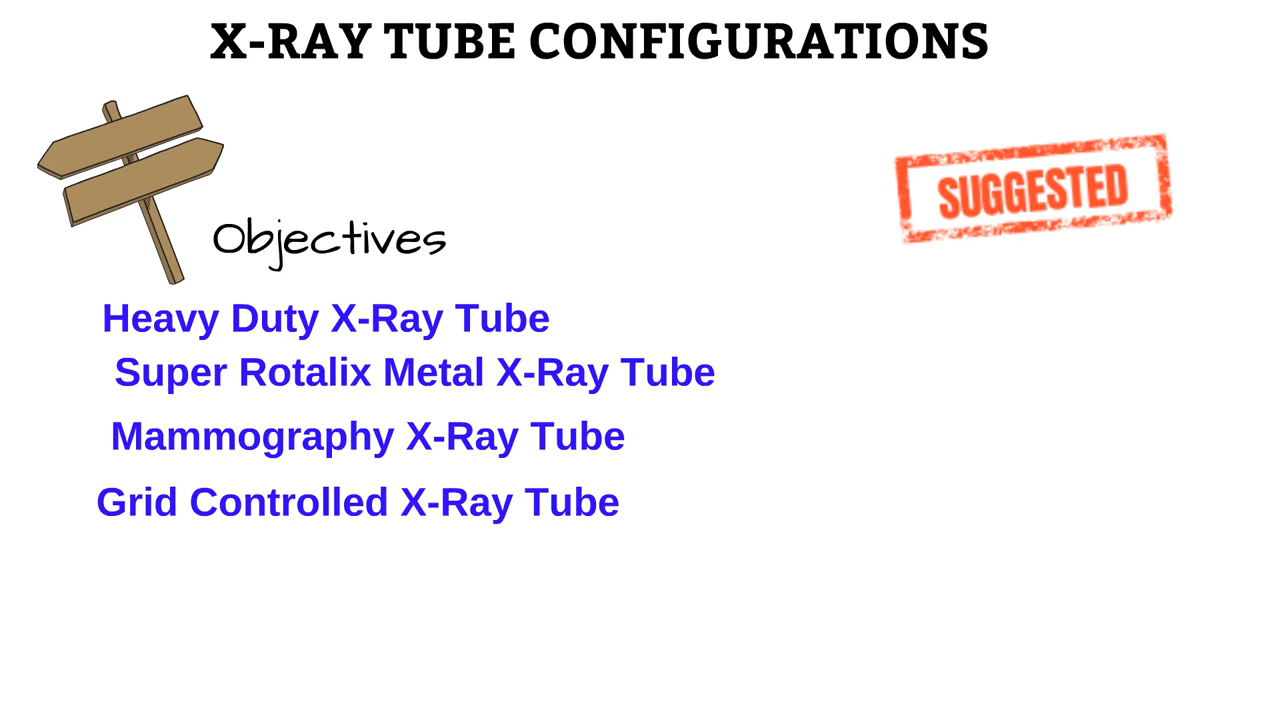 X-RAY TUBE CONFIGURATIONS
SUGGESTED
Objectives
Heavy Duty X-Ray Tube
Super Rotalix Metal X-Ray Tube
Mammography X-Ray Tube
Grid Controlled X-Ray Tube